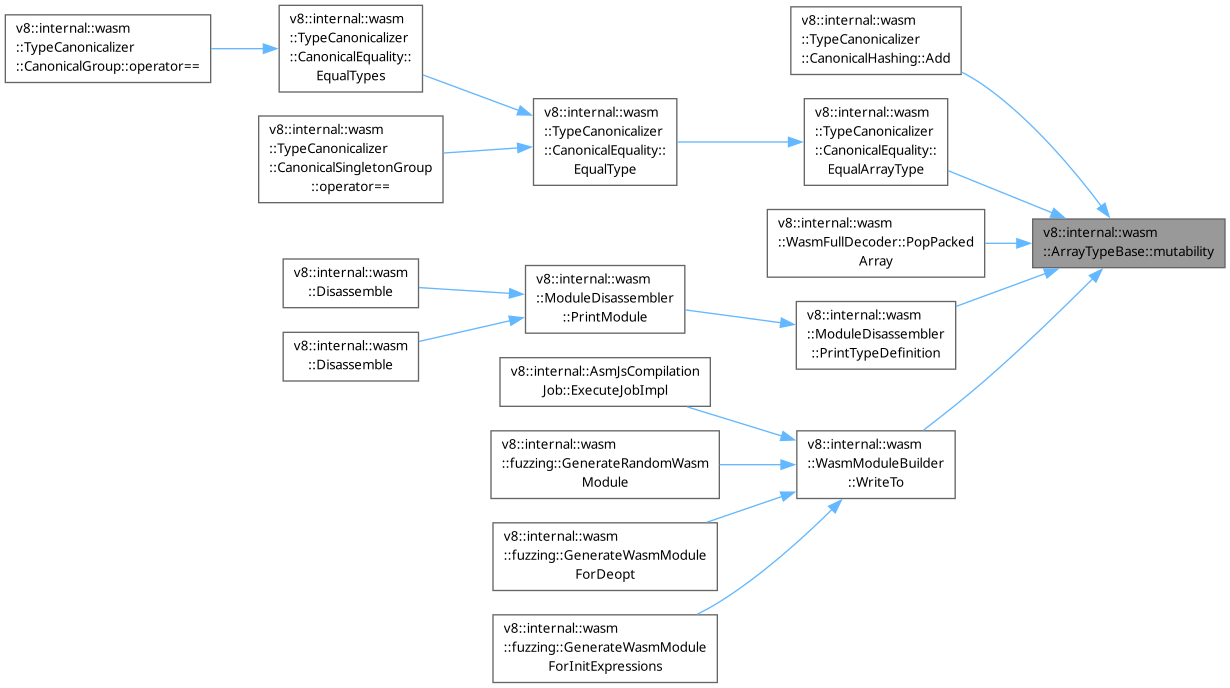 v8::internal::wasm
::TypeCanonicalizer
::CanonicalGroup::operator==
v8::internal::wasm
::TypeCanonicalizer
::CanonicalEquality::
EqualTypes
v8::internal::wasm
::TypeCanonicalizer
::CanonicalSingletonGroup
::operator==
v8::internal::wasm
::TypeCanonicalizer
::CanonicalEquality::
EqualType
v8::internal::wasm
::TypeCanonicalizer
::CanonicalHashing::Add
v8::internal::wasm
::TypeCanonicalizer
::CanonicalEquality::
EqualArrayType
v8::internal::wasm
::WasmFullDecoder::PopPacked
Array
v8::internal::wasm
::ArrayTypeBase::mutability
v8::internal::wasm
::Disassemble
v8::internal::wasm
::Disassemble
v8::internal::wasm
::ModuleDisassembler
::PrintModule
v8::internal::wasm
::ModuleDisassembler
::PrintTypeDefinition
v8::internal::AsmJsCompilation
Job::ExecuteJobImpl
v8::internal::wasm
::fuzzing::GenerateRandomWasm
Module
v8::internal::wasm
::WasmModuleBuilder
::WriteTo
v8::internal::wasm
::fuzzing::GenerateWasmModule
ForDeopt
v8::internal::wasm
::fuzzing::GenerateWasmModule
ForInitExpressions